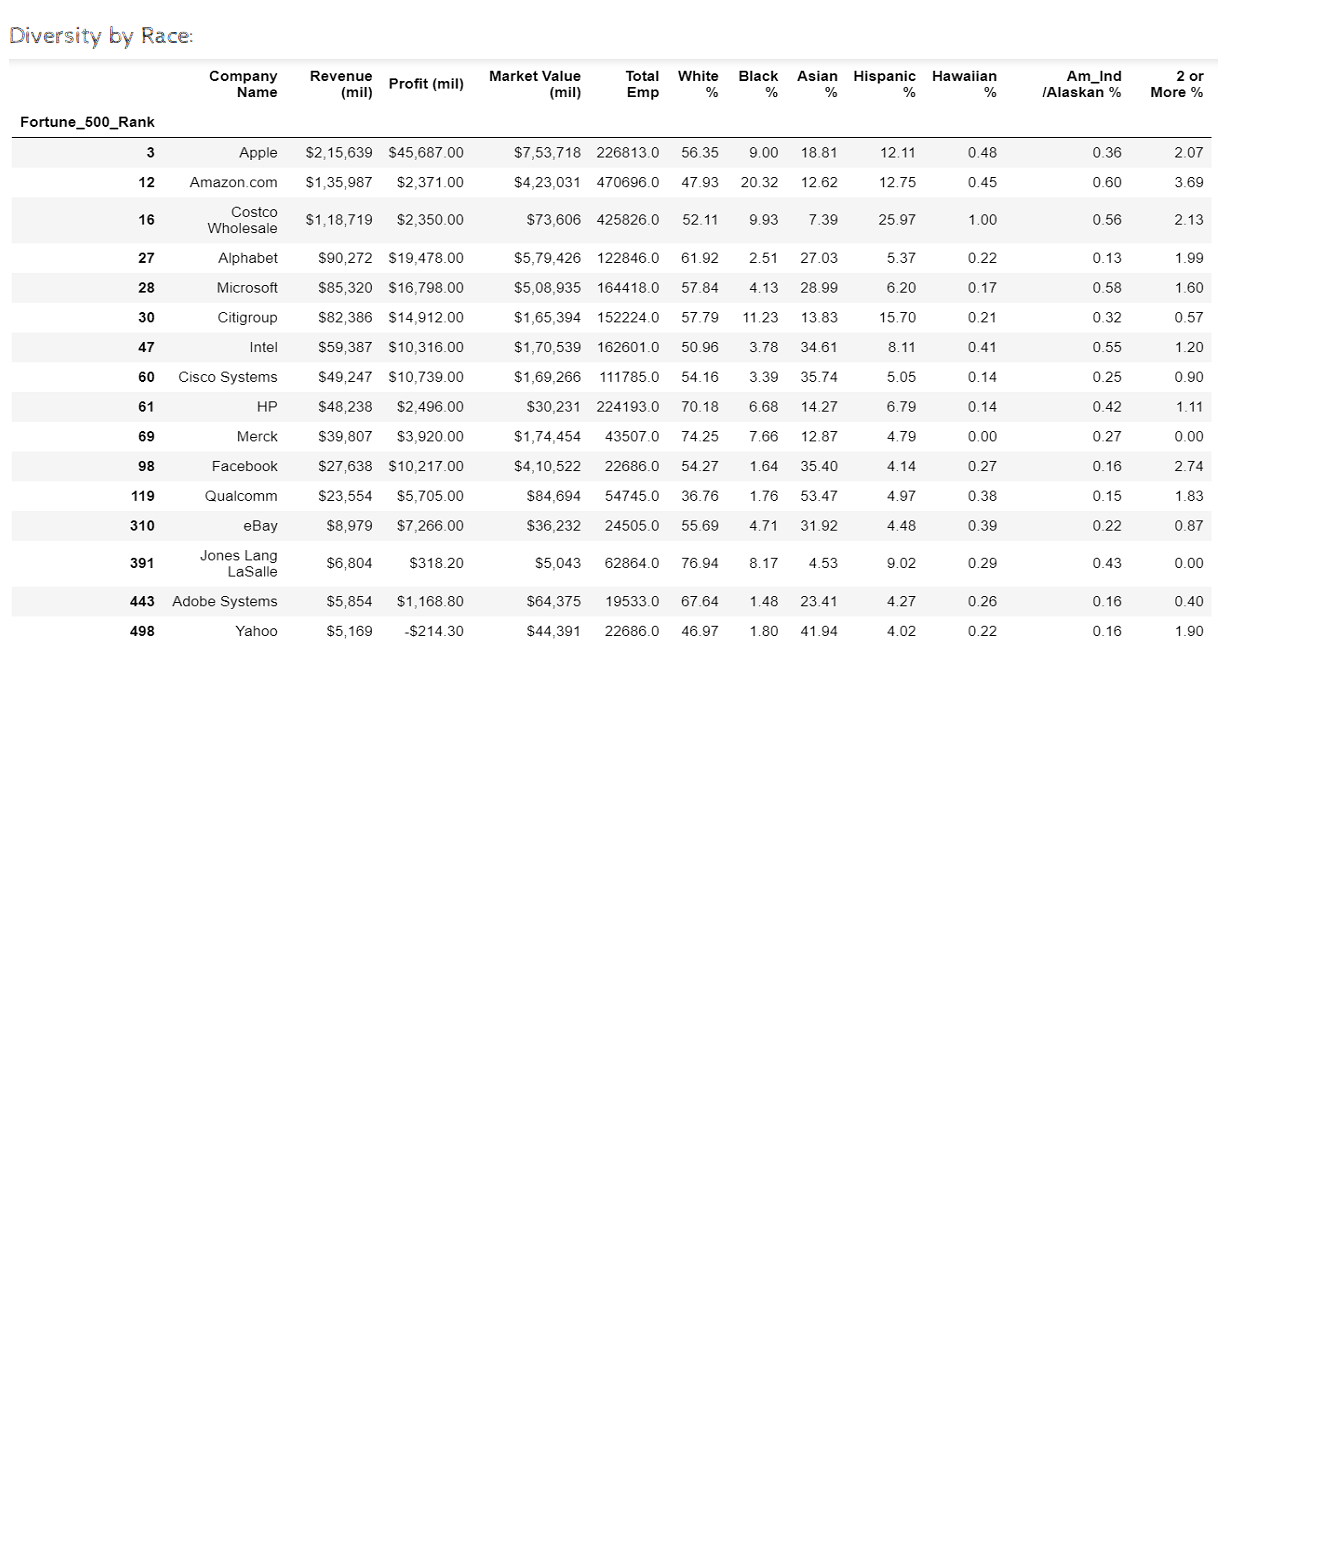 Diversity by Race:
Company Name Revenue (mil) Profit (mil) Market Value (mil) Total Emp White % Black % Asian % Hispanic % Hawaiian % Am_Ind /Alaskan % 2 or More %
Fortune_500_Rank
3 Apple $2,15,639 $45,687.00 $7,53,718 226813.0 56.35 9.00 18.81 12.11 0.48 0.36 2.07
12 Amazon.com $1,35,987 $2,371.00 $4,23,031 470696.0 47.93 20.32 12.62 12.75 0.45 0.60 3.69
16 Costco Wholesale $1,18,719 $2,350.00 $73,606 425826.0 52.11 9.93 7.39 25.97 1.00 0.56 2.13
27 Alphabet $90,272 $19,478.00 $5,79,426 122846.0 61.92 2.51 27.03 5.37 0.22 0.13 1.99
28 Microsoft $85,320 $16,798.00 $5,08,935 164418.0 57.84 4.13 28.99 6.20 0.17 0.58 1.60
30 Citigroup $82,386 $14,912.00 $1,65,394 152224.0 57.79 11.23 13.83 15.70 0.21 0.32 0.57
47 Intel $59,387 $10,316.00 $1,70,539 162601.0 50.96 3.78 34.61 8.11 0.41 0.55 1.20
60 Cisco Systems $49,247 $10,739.00 $1,69,266 111785.0 54.16 3.39 35.74 5.05 0.14 0.25 0.90
61 HP $48,238 $2,496.00 $30,231 224193.0 70.18 6.68 14.27 6.79 0.14 0.42 1.11
69 Merck $39,807 $3,920.00 $1,74,454 43507.0 74.25 7.66 12.87 4.79 0.00 0.27 0.00
98 Facebook $27,638 $10,217.00 $4,10,522 22686.0 54.27 1.64 35.40 4.14 0.27 0.16 2.74
119 Qualcomm $23,554 $5,705.00 $84,694 54745.0 36.76 1.76 53.47 4.97 0.38 0.15 1.83
310 eBay $8,979 $7,266.00 $36,232 24505.0 55.69 4.71 31.92 4.48 0.39 0.22 0.87
391 Jones Lang LaSalle $6,804 $318.20 $5,043 62864.0 76.94 8.17 4.53 9.02 0.29 0.43 0.00
443 Adobe Systems $5,854 $1,168.80 $64,375 19533.0 67.64 1.48 23.41 4.27 0.26 0.16 0.40
498 Yahoo $5,169 -$214.30 $44,391 22686.0 46.97 1.80 41.94 4.02 0.22 0.16 1.90